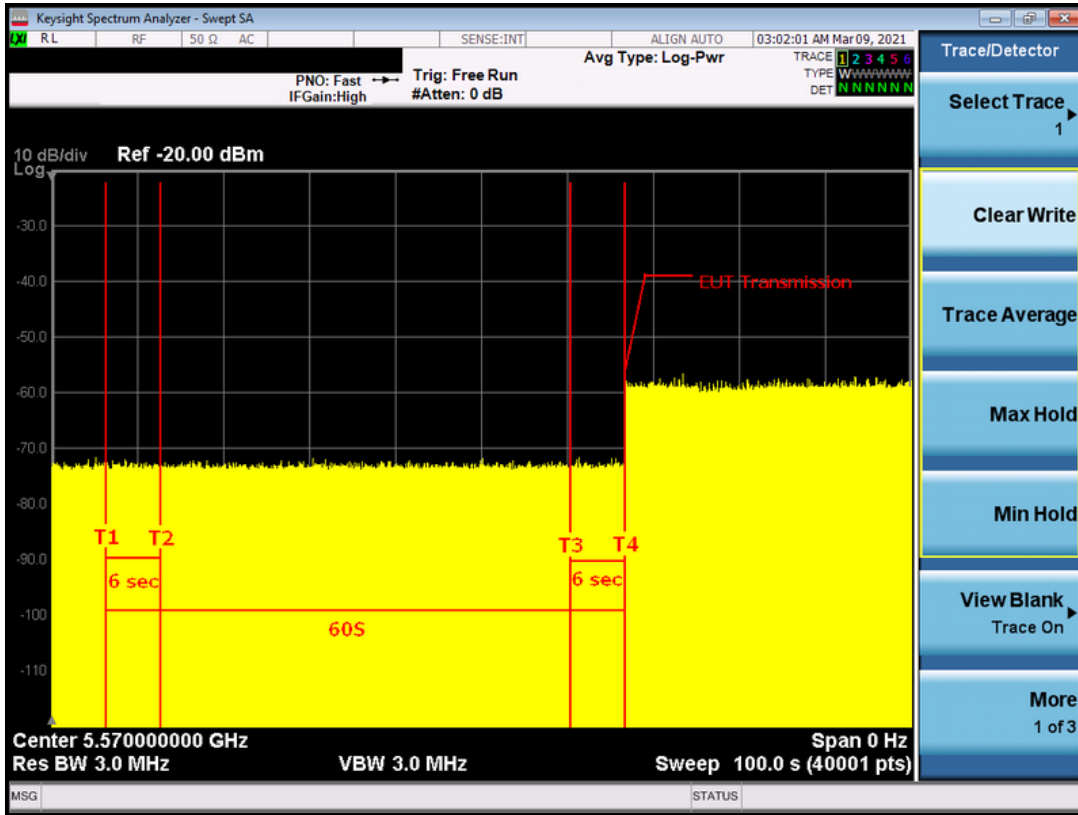 Keysight Spectrum Analyzer - Swept SA
LXI RL RF 50 Ω AC SENSE:INT ALIGN AUTO 03:02:01 AM Mar 09, 2021
Avg Type: Log-Pwr
TRACE 1 2 3 4 5 6
PNO: Fast Trig: Free Run
TYPE W
IFGain:High #Atten: 0 dB
DET N N N N N N
10 dB/div Ref -20.00 dBm
Log
-30.0
-40.0
EUT Transmission
-50.0
-60.0
-70.0
-80.0
T1 T2 T3 T4
-90.0
6 sec 6 sec
-100
60S
-110
Center 5.570000000 GHz Span 0 Hz
Res BW 3.0 MHz VBW 3.0 MHz Sweep 100.0 s (40001 pts)
MSG STATUS
Trace/Detector
Select Trace
1
Clear Write
Trace Average
Max Hold
Min Hold
View Blank
Trace On
More
1 of 3